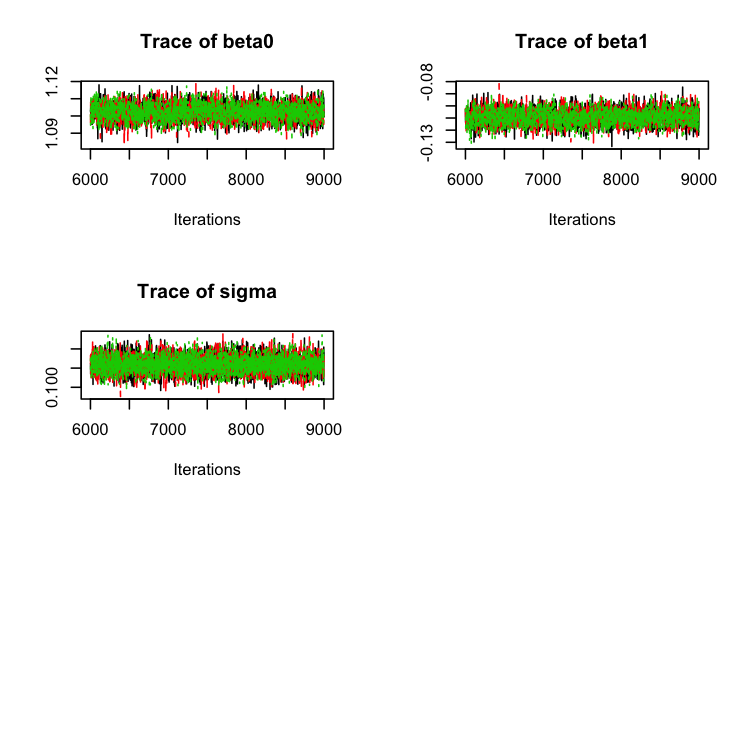 Trace of beta0
1.12
1.09
6000 7000 8000 9000
Iterations
Trace of beta1
-0.08
-0.13
6000 7000 8000 9000
Iterations
Trace of sigma
0.100
6000 7000 8000 9000
Iterations